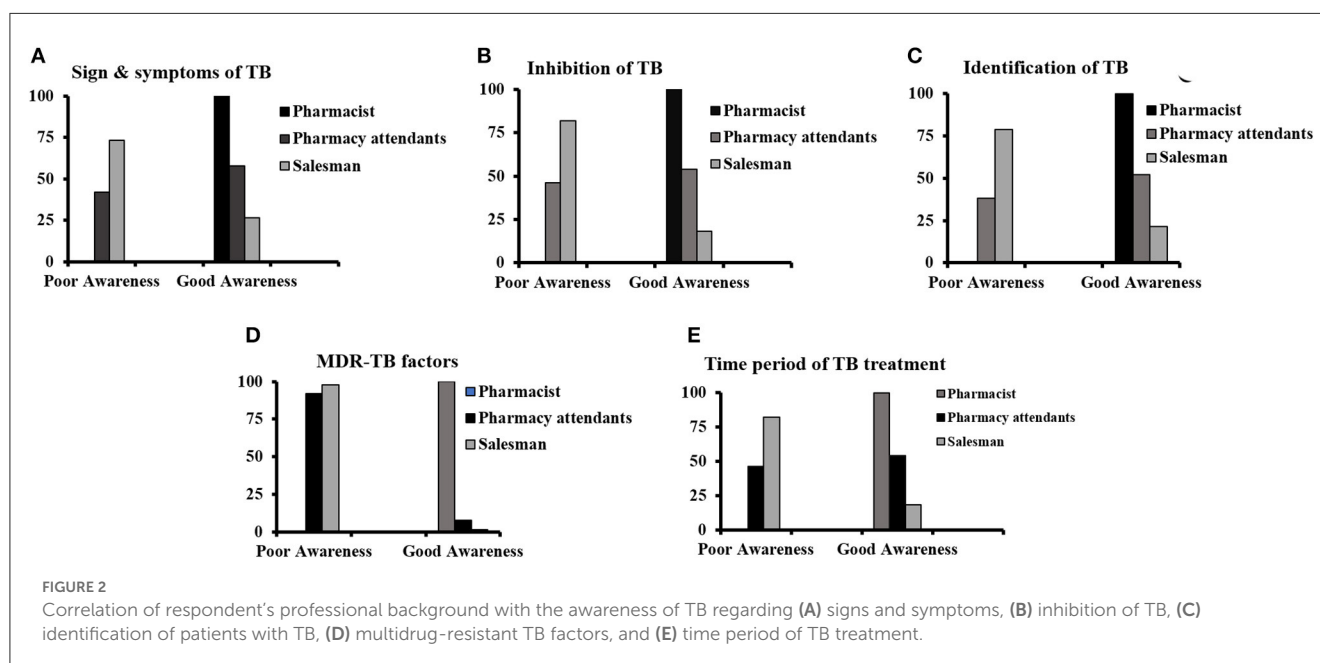 A
Sign & symptoms of TB
100
75
50
25
0
Pharmacist
Pharmacy attendants
Salesman
Poor Awareness Good Awareness
B
Inhibition of TB
100
75
50
25
0
Pharmacist
Pharmacy attendants
Salesman
Poor Awareness Good Awareness
C
Identification of TB
100
75
50
25
0
Pharmacist
Pharmacy attendants
Salesman
Poor Awareness Good Awareness
D
MDR-TB factors
100
75
50
25
0
Pharmacist
Pharmacy attendants
Salesman
Poor Awareness Good Awareness
E
Time period of TB treatment
100
75
50
25
0
Pharmacist
Pharmacy attendants
Salesman
Poor Awareness Good Awareness
FIGURE 2
Correlation of respondent's professional background with the awareness of TB regarding (A) signs and symptoms, (B) inhibition of TB, (C)
identification of patients with TB, (D) multidrug-resistant TB factors, and (E) time period of TB treatment.